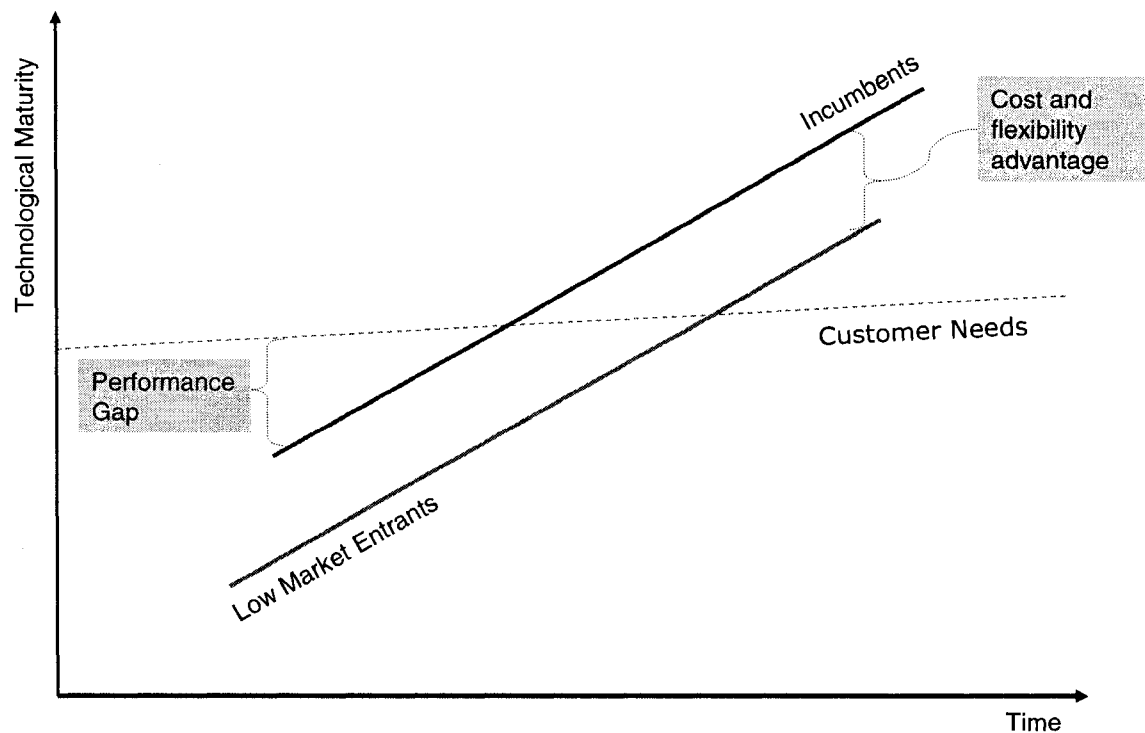 Technological Maturity
Incumbents
Cost and
flexibility
advantage
Customer Needs
Performance
Gap
Low Market Entrants
Time